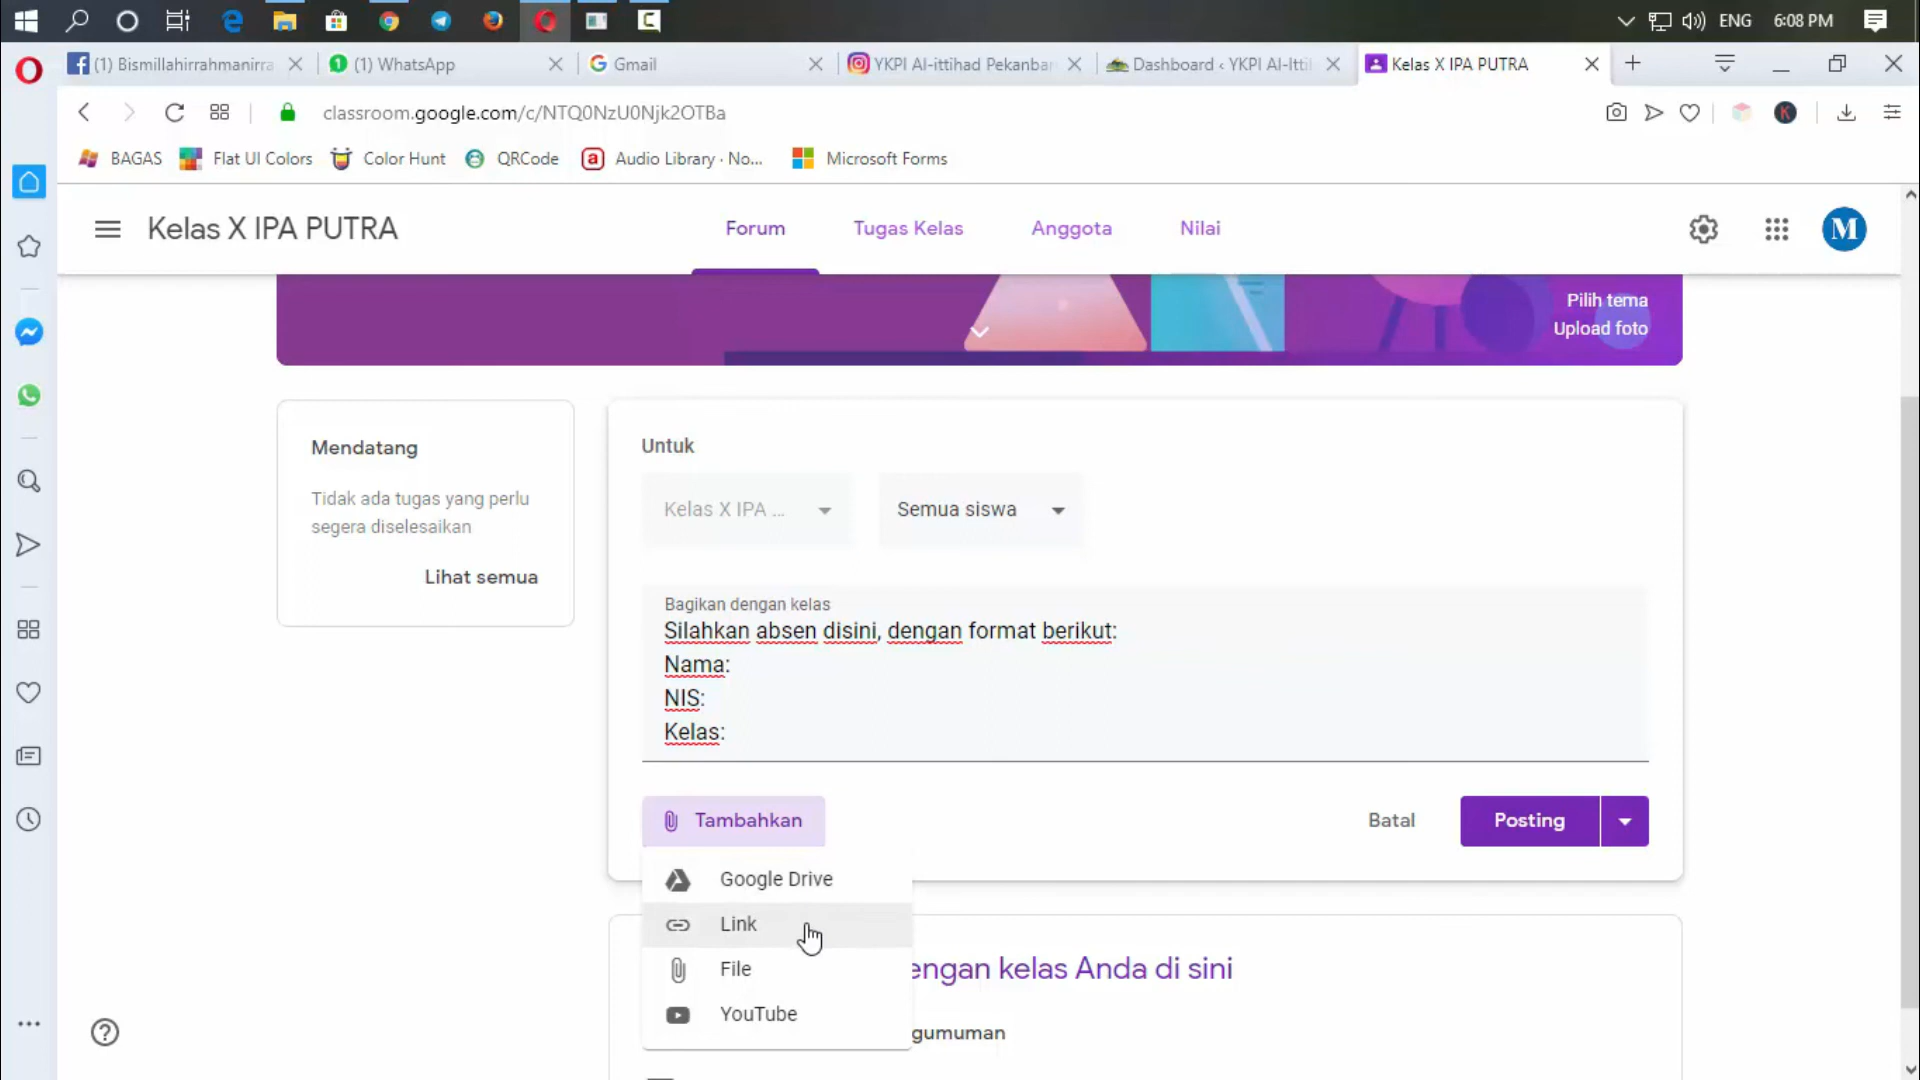 ENG
6:08 PM
(1) Bismillahirrahmanirra
(1) WhatsApp
Gmail
YKPI Al-ittihad Pekanbar
Dashboard ‹ YKPI Al-Itti
Kelas X IPA PUTRA
classroom.google.com/c/NTQ0NzU0Njk2OTBa
K
BAGAS
Flat UI Colors
Color Hunt
QRCode
Audio Library · No...
Microsoft Forms
Kelas X IPA PUTRA
Forum
Tugas Kelas
Anggota
Nilai
M
Pilih tema
Upload foto
Mendatang
Tidak ada tugas yang perlu
segera diselesaikan
Lihat semua
Untuk
Kelas X IPA ...
Semua siswa
Bagikan dengan kelas
Silahkan absen disini, dengan format berikut:
Nama:
NIS:
Kelas:
Tambahkan
Batal
Posting
Google Drive
Link
File
YouTube
engan kelas Anda di sini
gumuman